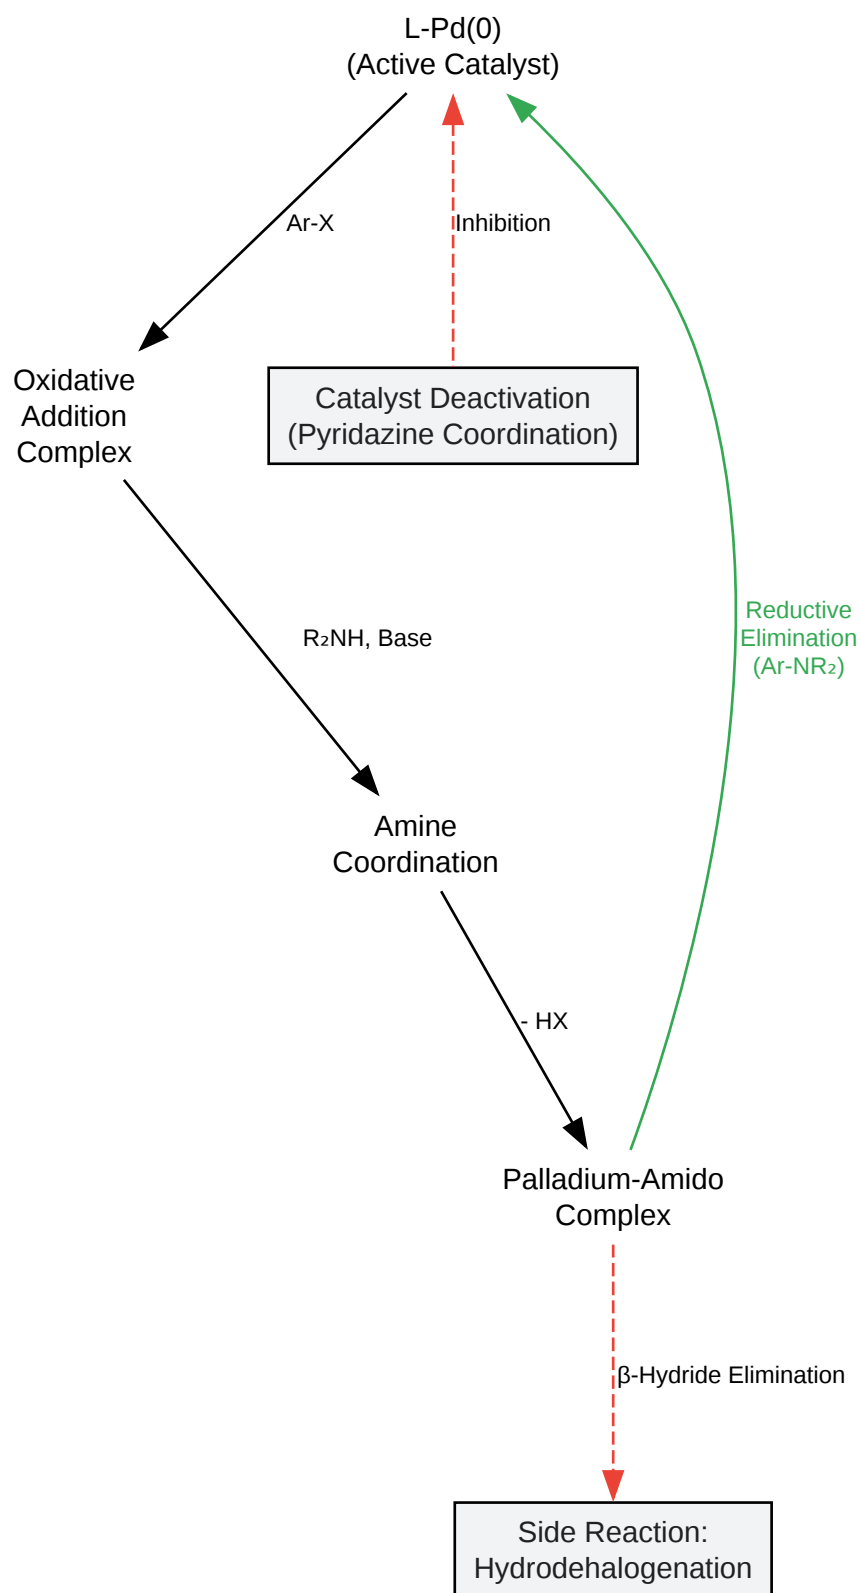 L-Pd(0)
(Active Catalyst)
Ar-X
Inhibition
Oxidative
Addition
Complex
Catalyst Deactivation
(Pyridazine Coordination)
R₂NH, Base
Reductive
Elimination
(Ar-NR₂)
Amine
Coordination
- HX
Palladium-Amido
Complex
β-Hydride Elimination
Side Reaction:
Hydrodehalogenation